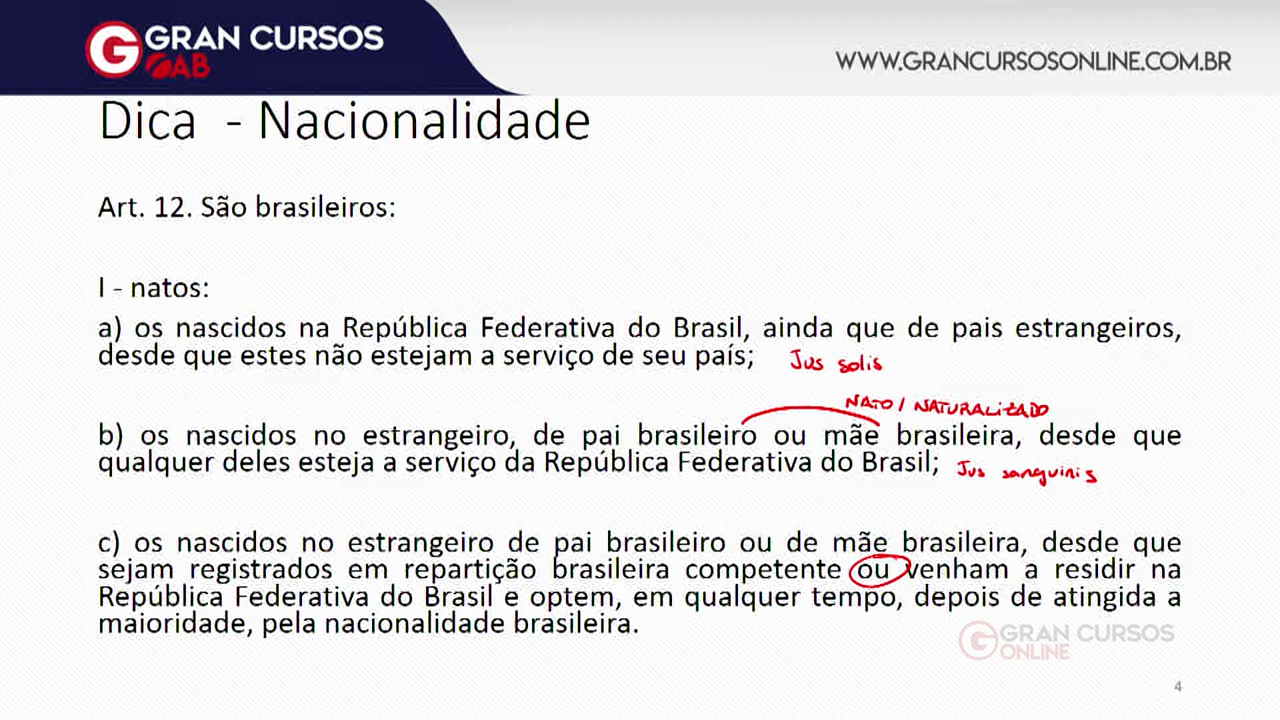 GRAN CURSOS
OAB
WWW.GRANCURSOSONLINE.COM.BR
Dica - Nacionalidade
Art. 12. São brasileiros:
I - natos:
a) os nascidos na República Federativa do Brasil, ainda que de pais estrangeiros,
desde que estes não estejam a serviço de seu país;
Jus solis
NATO / NATURALIZADO
b) os nascidos no estrangeiro, de pai brasileiro ou mãe brasileira, desde que
qualquer deles esteja a serviço da República Federativa do Brasil;
Jus sanguinis
c) os nascidos no estrangeiro de pai brasileiro ou de mãe brasileira, desde que
sejam registrados em repartição brasileira competente ou venham a residir na
República Federativa do Brasil e optem, em qualquer tempo, depois de atingida a
maioridade, pela nacionalidade brasileira.
GRAN CURSOS
ONLINE
4